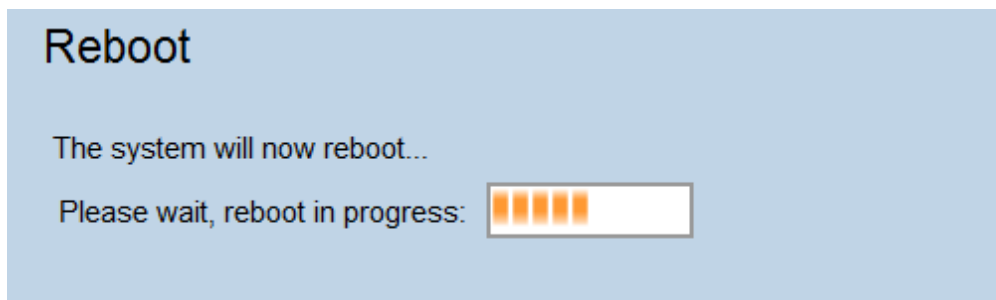 Reboot
The system will now reboot...
Please wait, reboot in progress: